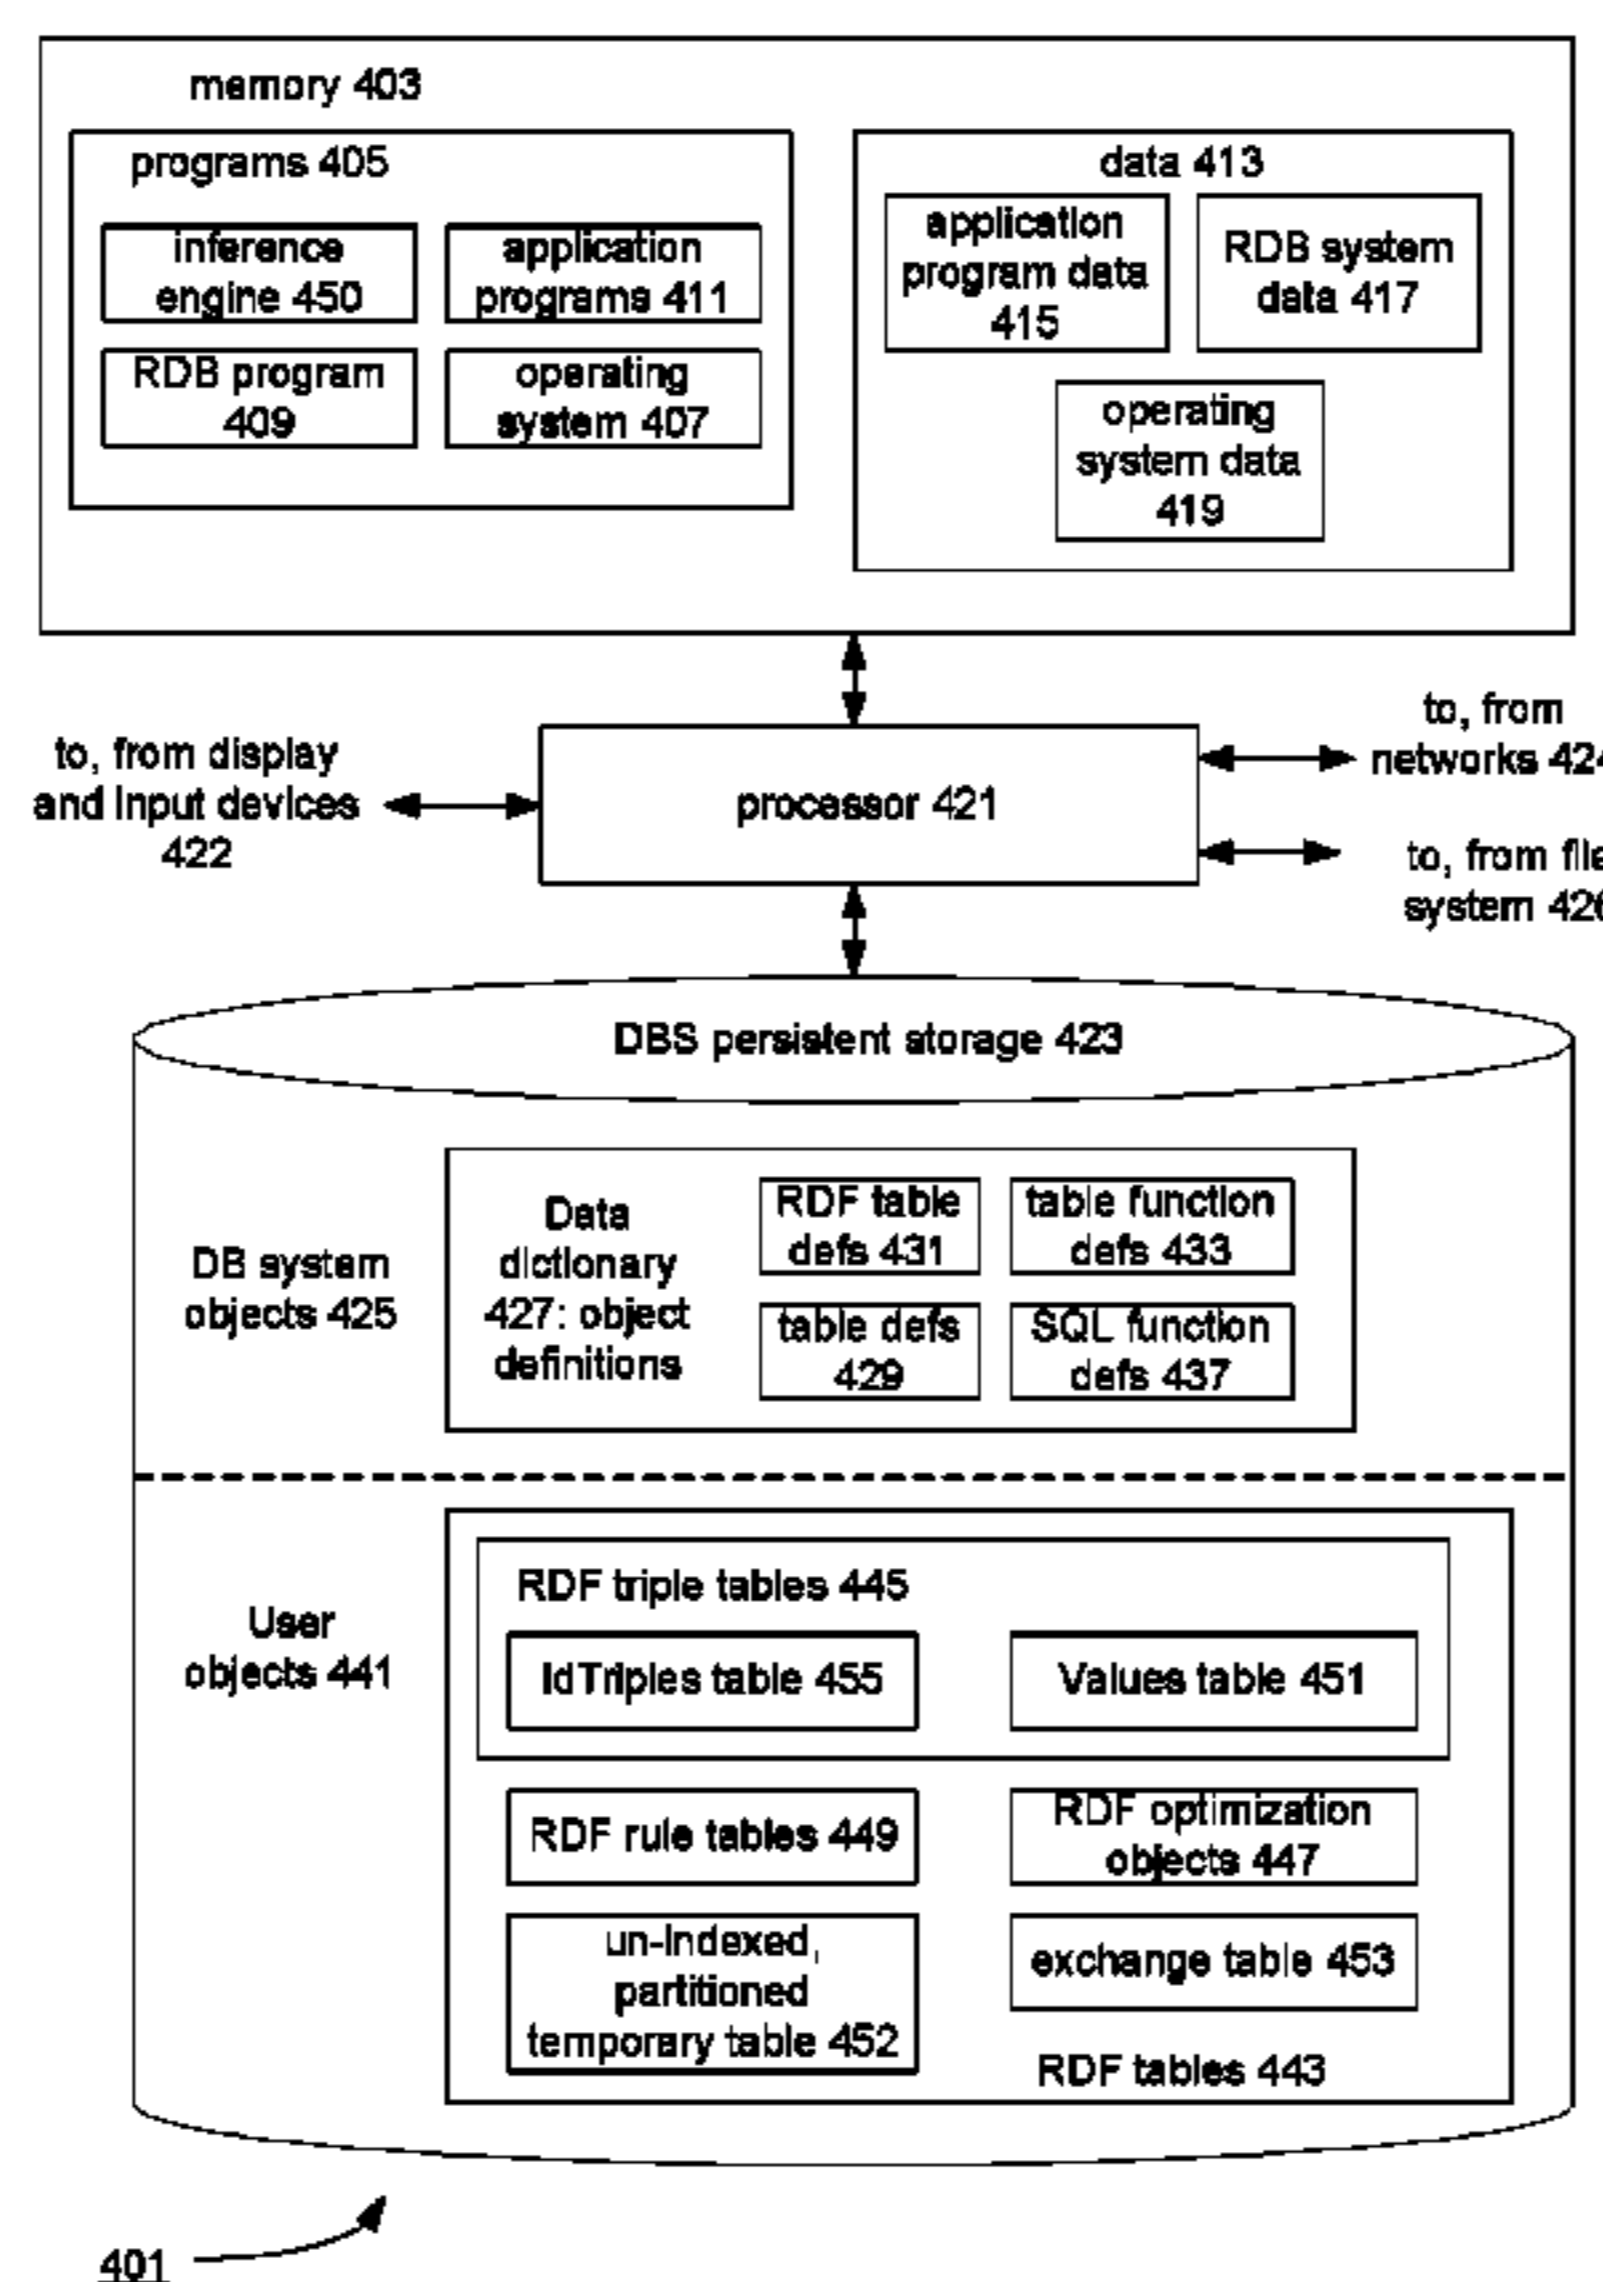 memory 403
programs 405
inference
engine 450
application
programs 411
RDB program
409
operating
system 407
data 413
application
program data
415
RDB system
data 417
operating
system data
419
to, from display
and input devices
422
processor 421
to, from
networks 424
to, from file
system 426
DBS persistent storage 423
DB system
objects 425
Data
dictionary
427: object
definitions
RDF table
defs 431
table function
defs 433
table defs
429
SQL function
defs 437
User
objects 441
RDF triple tables 445
IdTriples table 455
Values table 451
RDF rule tables 449
RDF optimization
objects 447
un-indexed,
partitioned
temporary table 452
exchange table 453
RDF tables 443
401